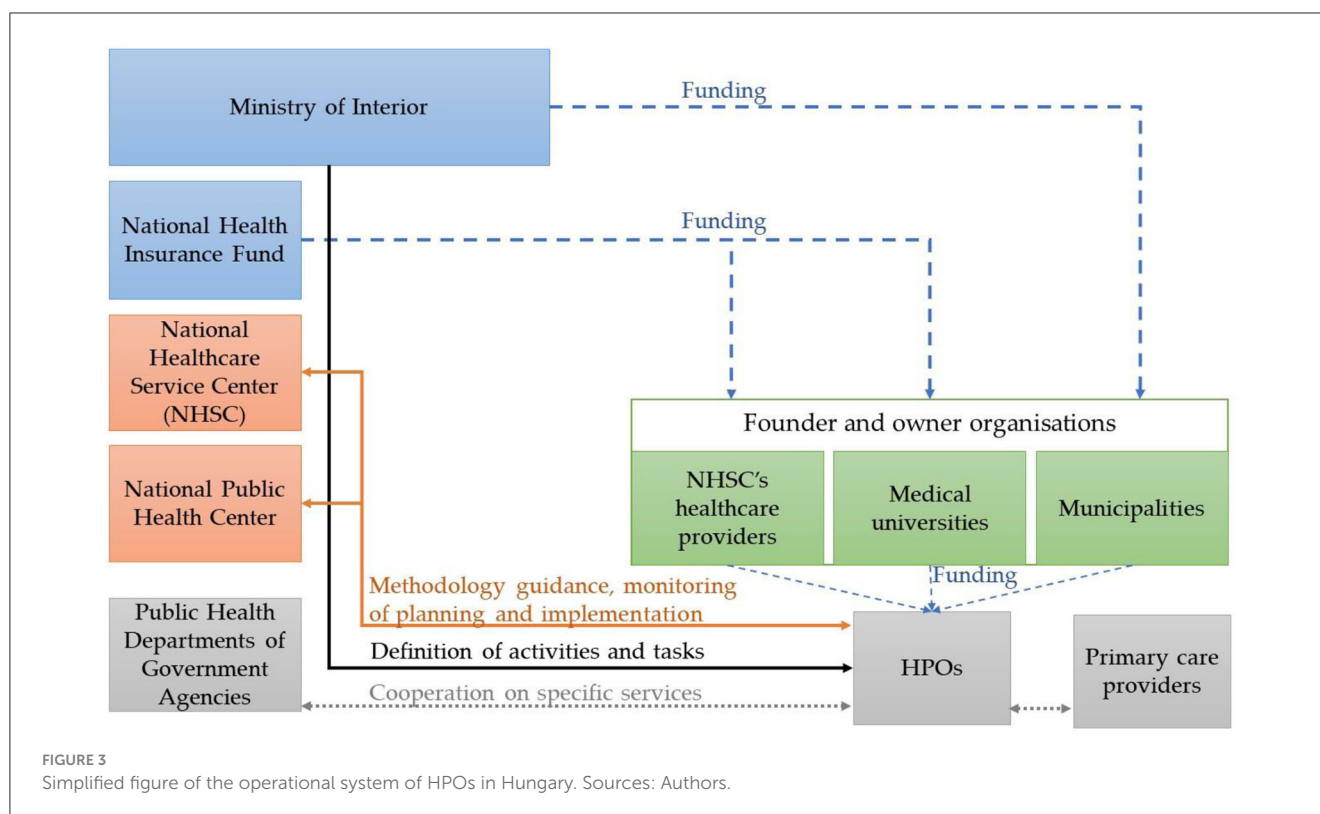 Ministry of Interior
Funding
National Health
Insurance Fund
Funding
National
Healthcare
Service Center
(NHSC)
National Public
Health Center
Founder and owner organisations
NHSC's
healthcare
providers
Medical
universities
Municipalities
Funding
Methodology guidance, monitoring
of planning and implementation
Public Health
Departments of
Government
Agencies
Definition of activities and tasks
Cooperation on specific services
HPOs
Primary care
providers
FIGURE 3
Simplified figure of the operational system of HPOs in Hungary. Sources: Authors.